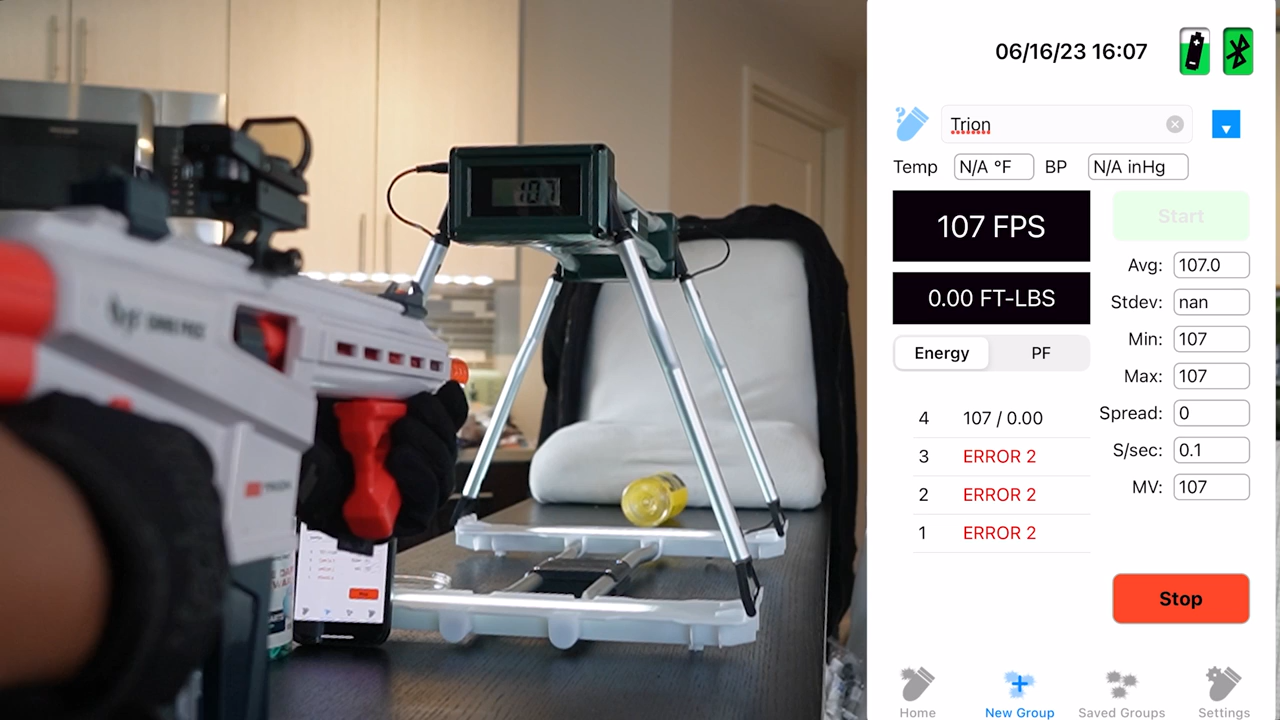 06/16/23 16:07
Trion
Temp N/A °F BP N/A inHg
107 FPS
Start
0.00 FT-LBS
Avg: 107.0
Stdev: nan
Energy PF
Min: 107
Max: 107
4 107 / 0.00
Spread: 0
3 ERROR 2
S/sec: 0.1
2 ERROR 2
MV: 107
1 ERROR 2
Stop
Home
New Group
Saved Groups
Settings
107
TRION